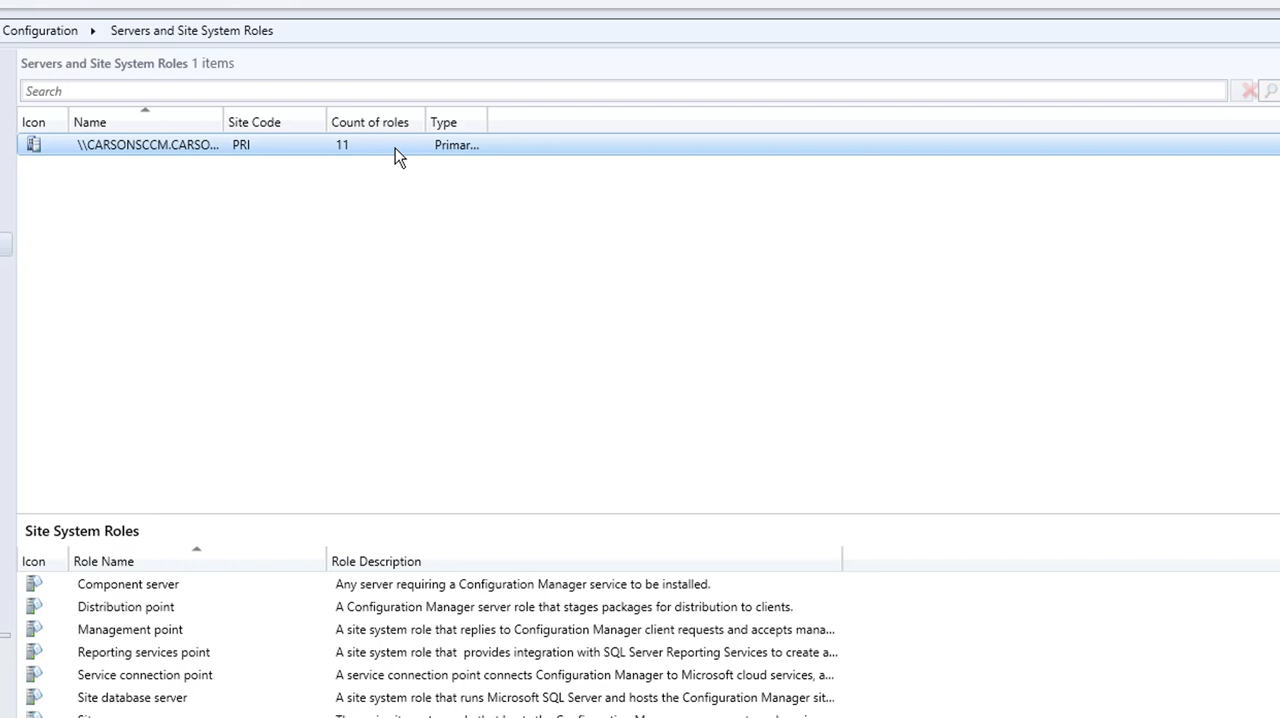 Configuration ▸ Servers and Site System Roles
Servers and Site System Roles 1 items
Search
Icon Name Site Code Count of roles Type
\\CARSONSCCM.CARSO... PRI 11 Primar...
Site System Roles
Icon Role Name Role Description
Component server Any server requiring a Configuration Manager service to be installed.
Distribution point A Configuration Manager server role that stages packages for distribution to clients.
Management point A site system role that replies to Configuration Manager client requests and accepts mana...
Reporting services point A site system role that provides integration with SQL Server Reporting Services to create a...
Service connection point A service connection point connects Configuration Manager to Microsoft cloud services, a...
Site database server A site system role that runs Microsoft SQL Server and hosts the Configuration Manager sit...